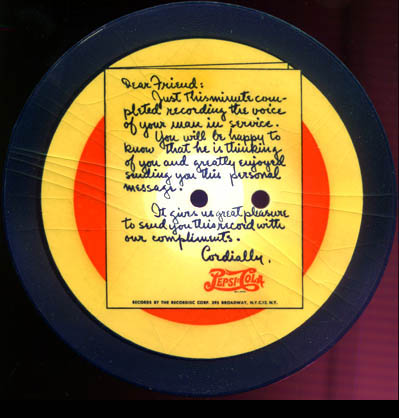 Dear Friend:
Just This minute com-
pleted recording the voice
of your man in service.
You will be happy to
know that he is thinking
of you and greatly enjoyed
sending you this personal
message.
It gives us great pleasure
to send you this record with
our compliments.
Cordially,
PEPSI-COLA
RECORDS BY THE RECORDISC CORP. 395 BROADWAY, N.Y.C.13, N.Y.